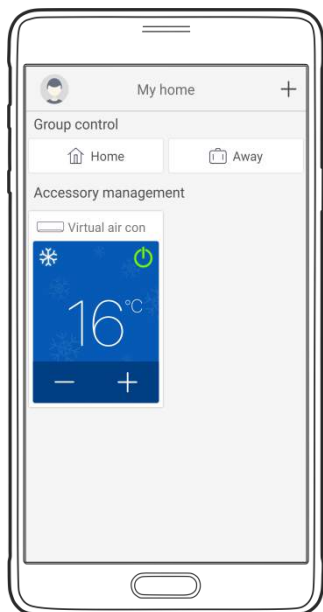 My home
Group control
Home
Away
Accessory management
Virtual air con
16°C